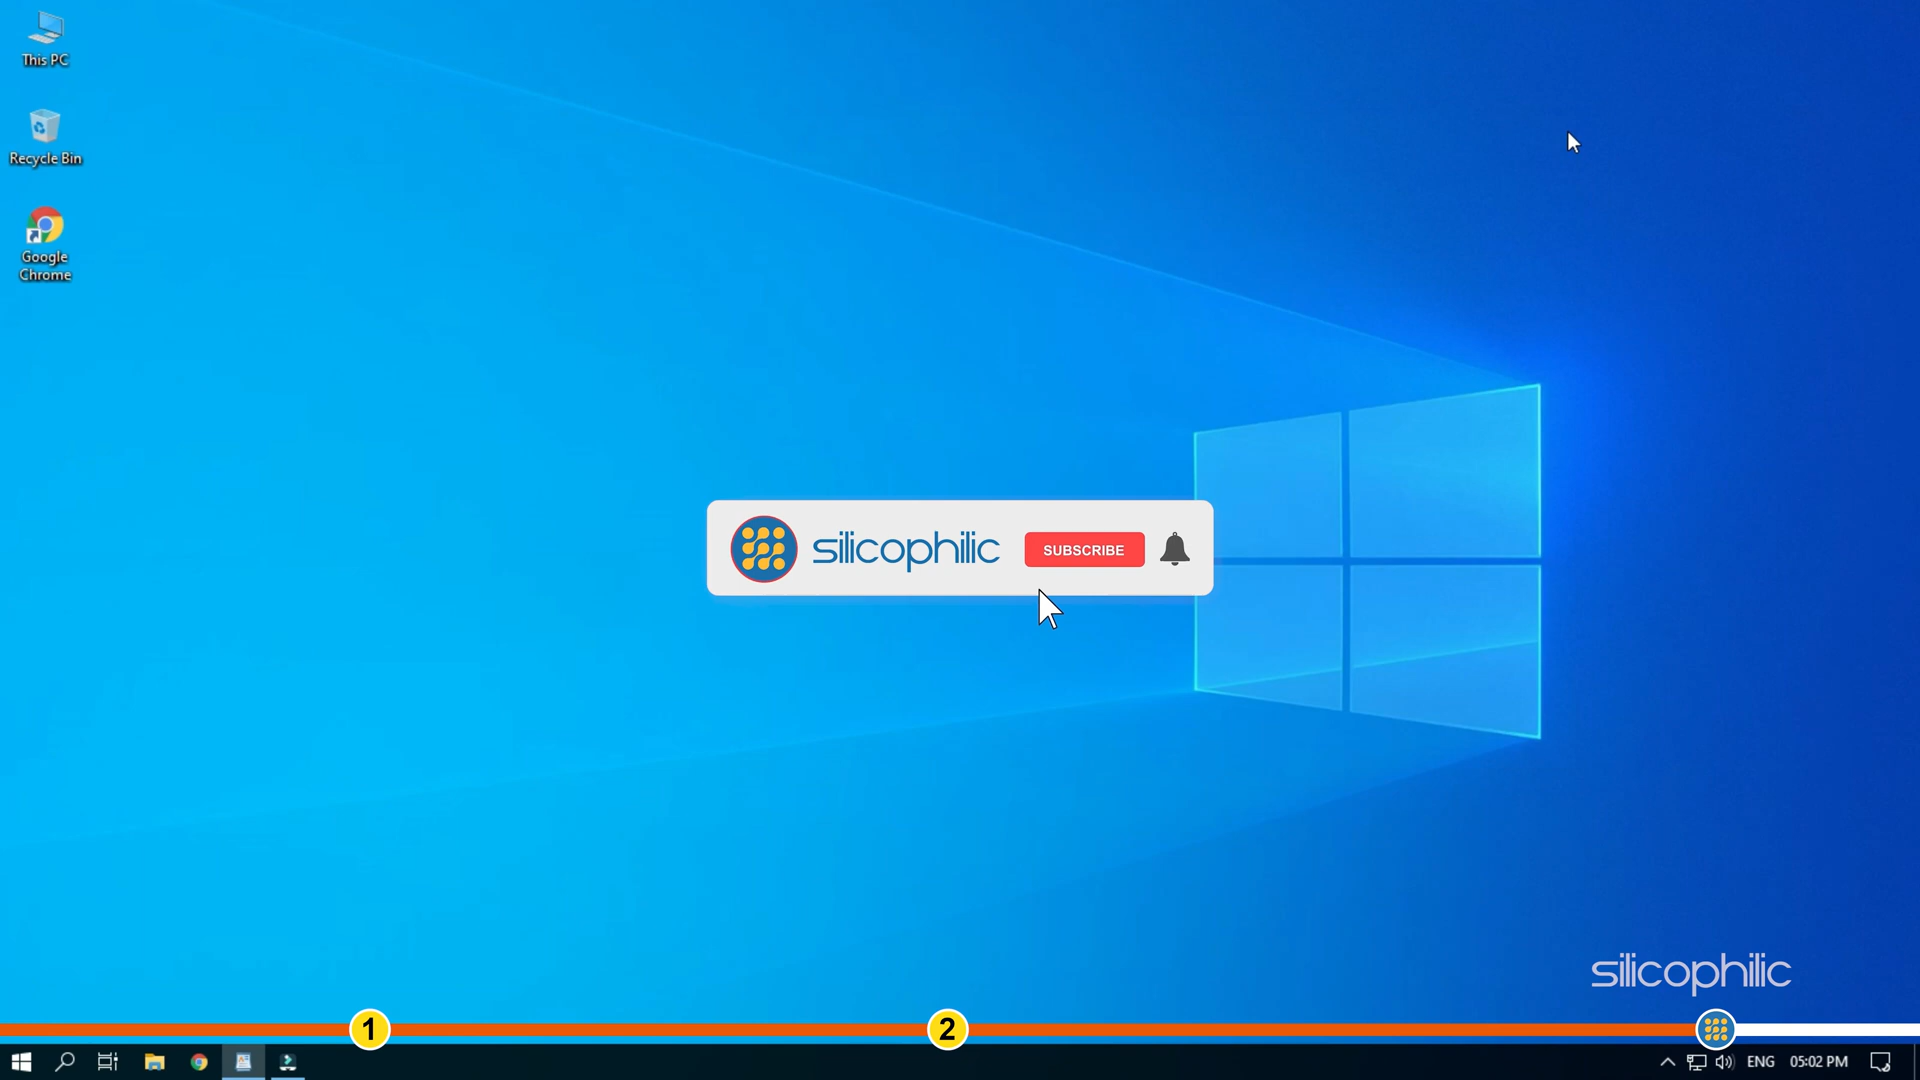 This PC
Recycle Bin
Google
Chrome
silicophilic
SUBSCRIBE
silicophilic
1
2
ENG
05:02 PM